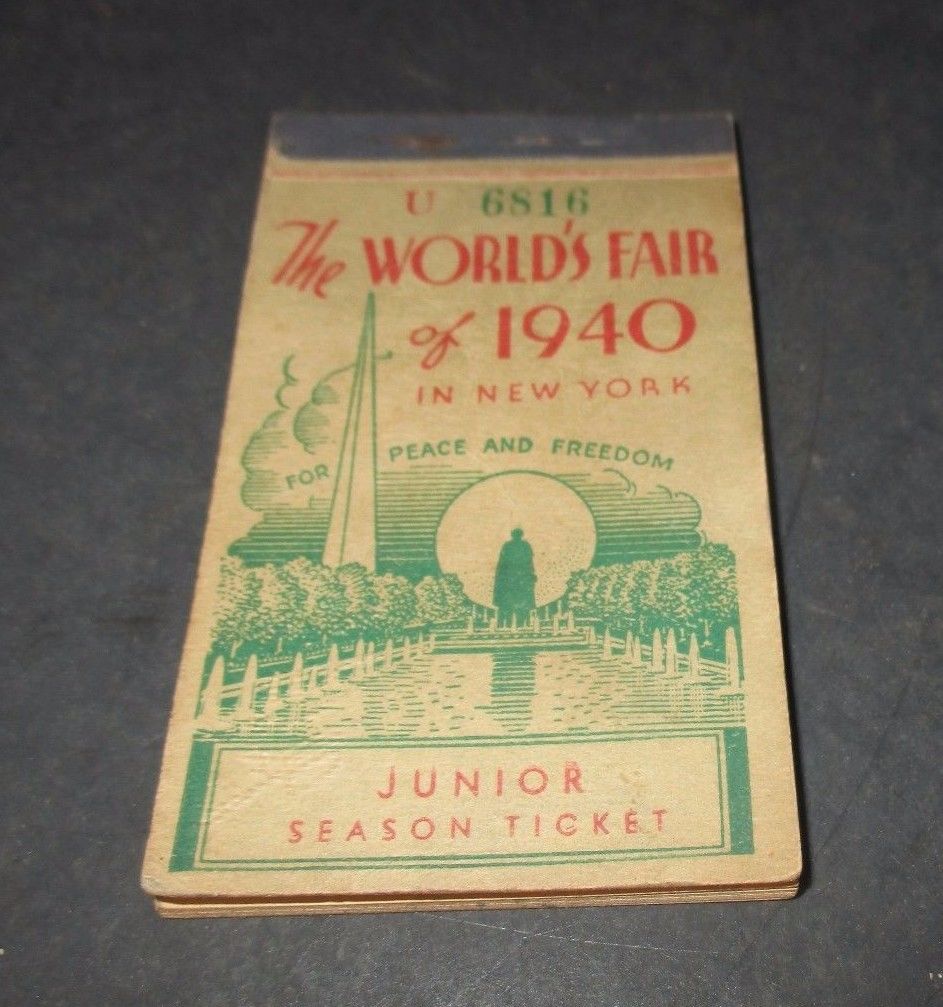 U 6816
The WORLD'S FAIR
of 1940
IN NEW YORK
FOR PEACE AND FREEDOM
JUNIOR
SEASON TICKET